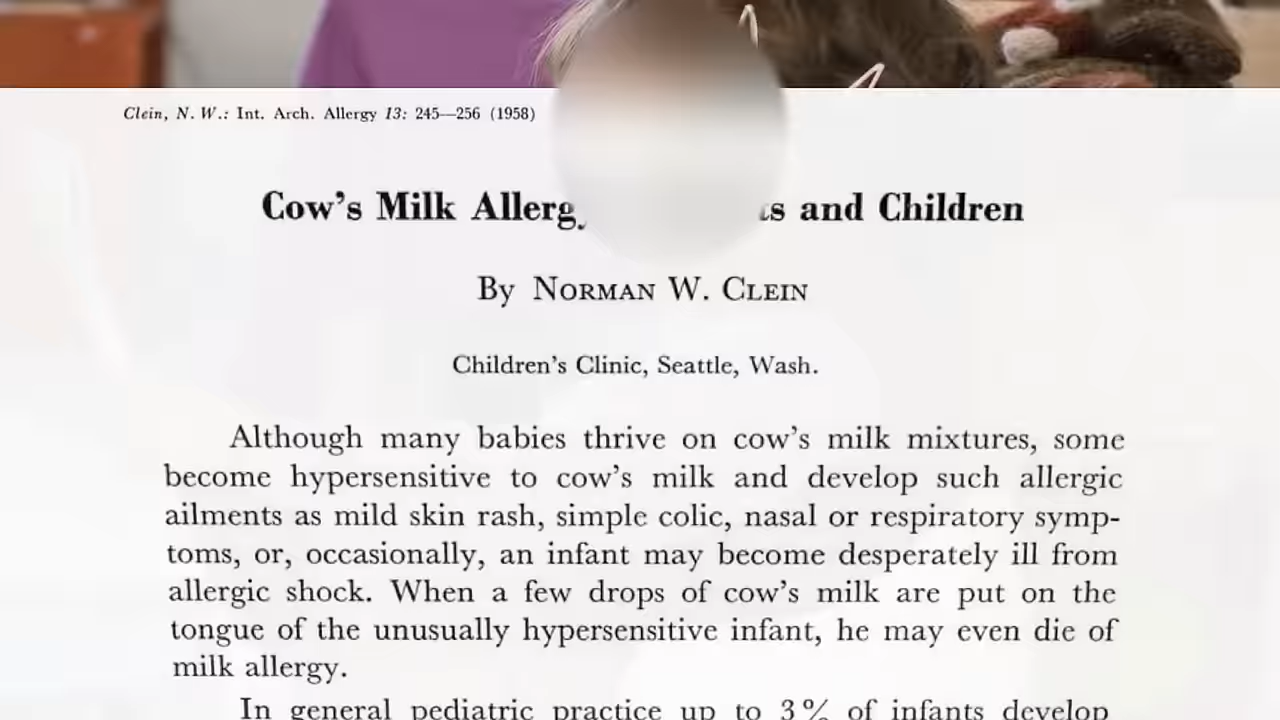 Clein, N. W.: Int. Arch. Allergy 13: 245—256 (1958)
Cow's Milk and Children
By NORMAN W. CLEIN
Children's Clinic, Seattle, Wash.
Although many babies thrive on cow's milk mixtures, some
become hypersensitive to cow's milk and develop such allergic
ailments as mild skin rash, simple colic, nasal or respiratory symp-
toms, or, occasionally, an infant may become desperately ill from
allergic shock. When a few drops of cow's milk are put on the
tongue of the unusually hypersensitive infant, he may even die of
milk allergy.
In general pediatric practice up to 3% of infants develop